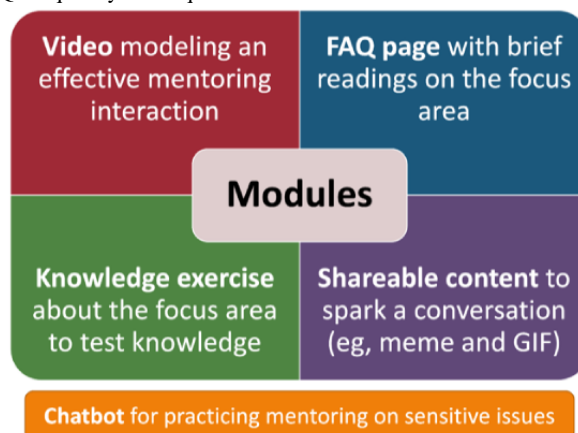 Video modeling an
effective mentoring
interaction
FAQ page with brief
readings on the focus
area
Modules
Knowledge exercise
about the focus area
to test knowledge
Shareable content to
spark a conversation
(eg, meme and GIF)
Chatbot for practicing mentoring on sensitive issues